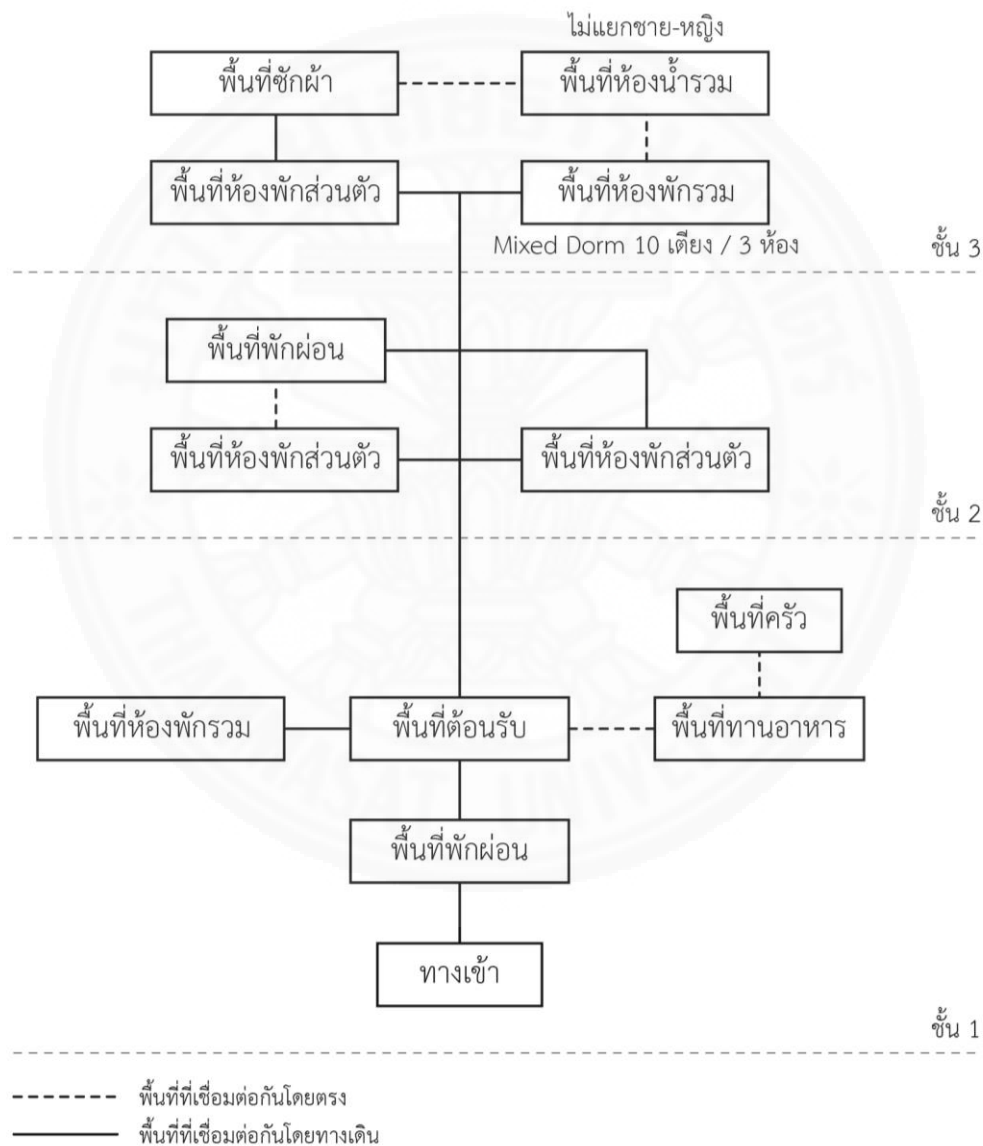 ไม่แยกชาย-หญิง
พื้นที่ซักผ้า
พื้นที่ห้องน้ำรวม
พื้นที่ห้องพักส่วนตัว
พื้นที่ห้องพักรวม
Mixed Dorm 10 เตียง / 3 ห้อง
ชั้น 3
พื้นที่พักผ่อน
พื้นที่ห้องพักส่วนตัว
พื้นที่ห้องพักส่วนตัว
ชั้น 2
พื้นที่ครัว
พื้นที่ห้องพักรวม
พื้นที่ต้อนรับ
พื้นที่ทานอาหาร
พื้นที่พักผ่อน
ทางเข้า
ชั้น 1
พื้นที่ที่เชื่อมต่อกันโดยตรง
พื้นที่ที่เชื่อมต่อกันโดยทางเดิน